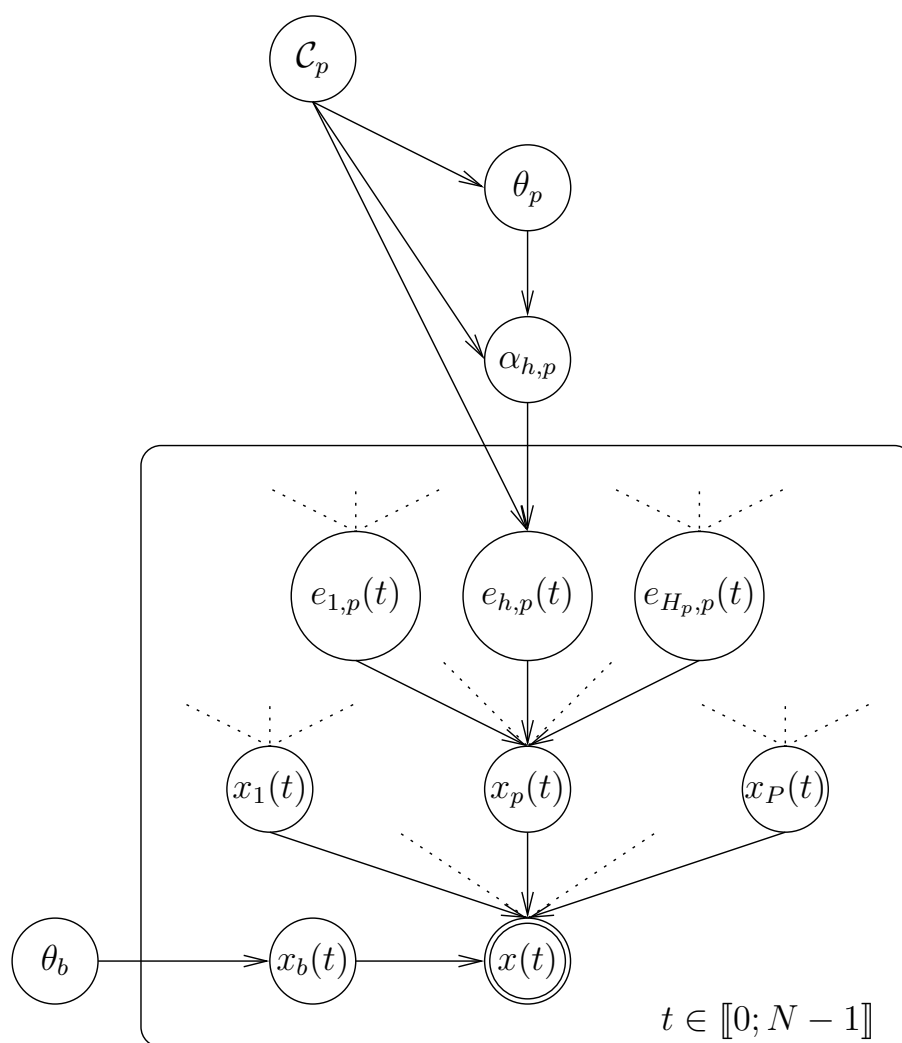 𝒞_p
θ_p
α_{h,p}
e_{1,p}(t) e_{h,p}(t) e_{H_p,p}(t)
x_1(t) x_p(t) x_P(t)
θ_b x_b(t) x(t)
t ∈ ⟦0; N − 1⟧